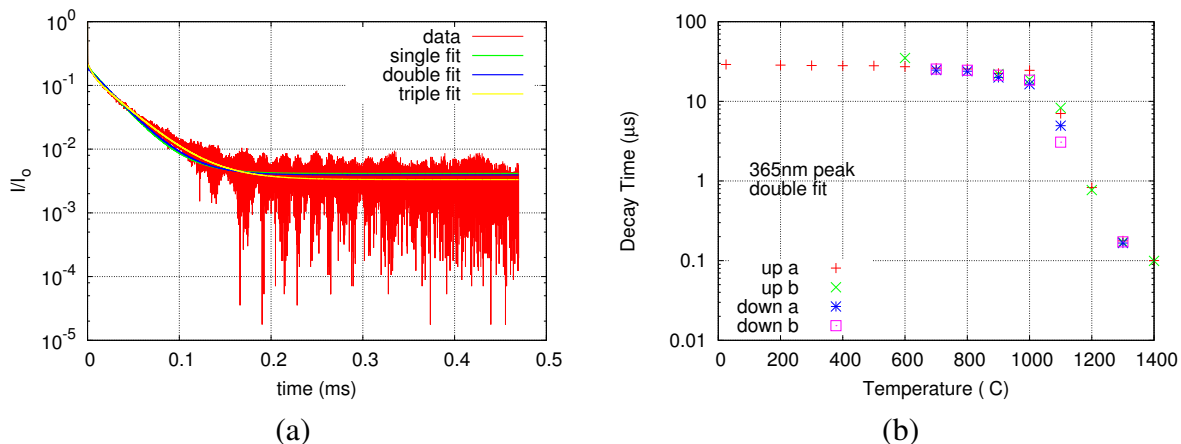 10^0
10^-1
10^-2
10^-3
10^-4
10^-5
I/I_o
data
single fit
double fit
triple fit
0 0.1 0.2 0.3 0.4 0.5
time (ms)
(a)
100
10
1
0.1
0.01
Decay Time (μs)
365nm peak
double fit
up a
up b
down a
down b
0 200 400 600 800 1000 1200 1400
Temperature ( C)
(b)